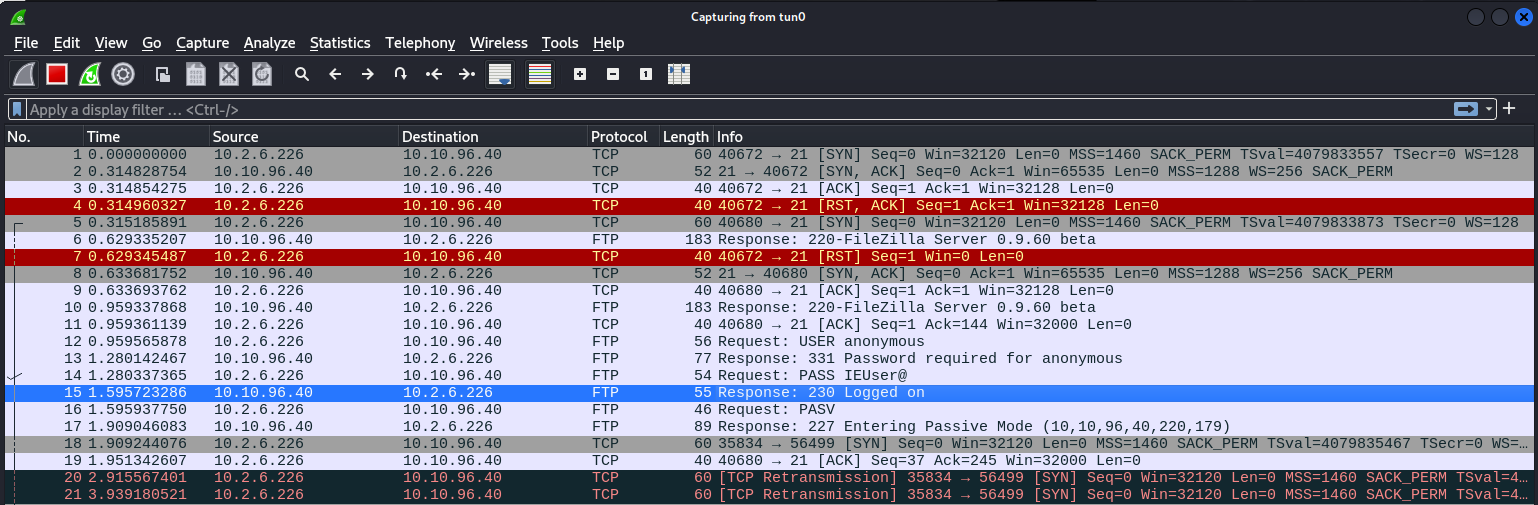 Capturing from tun0
File Edit View Go Capture Analyze Statistics Telephony Wireless Tools Help
Apply a display filter … <Ctrl-/>
No. Time Source Destination Protocol Length Info
1 0.000000000 10.2.6.226 10.10.96.40 TCP 60 40672 → 21 [SYN] Seq=0 Win=32120 Len=0 MSS=1460 SACK_PERM TSval=4079833557 TSecr=0 WS=128
2 0.314828754 10.10.96.40 10.2.6.226 TCP 52 21 → 40672 [SYN, ACK] Seq=0 Ack=1 Win=65535 Len=0 MSS=1288 WS=256 SACK_PERM
3 0.314854275 10.2.6.226 10.10.96.40 TCP 40 40672 → 21 [ACK] Seq=1 Ack=1 Win=32128 Len=0
4 0.314960327 10.2.6.226 10.10.96.40 TCP 40 40672 → 21 [RST, ACK] Seq=1 Ack=1 Win=32128 Len=0
5 0.315185891 10.2.6.226 10.10.96.40 TCP 60 40680 → 21 [SYN] Seq=0 Win=32120 Len=0 MSS=1460 SACK_PERM TSval=4079833873 TSecr=0 WS=128
6 0.629335207 10.10.96.40 10.2.6.226 FTP 183 Response: 220-FileZilla Server 0.9.60 beta
7 0.629345487 10.2.6.226 10.10.96.40 TCP 40 40672 → 21 [RST] Seq=1 Win=0 Len=0
8 0.633681752 10.10.96.40 10.2.6.226 TCP 52 21 → 40680 [SYN, ACK] Seq=0 Ack=1 Win=65535 Len=0 MSS=1288 WS=256 SACK_PERM
9 0.633693762 10.2.6.226 10.10.96.40 TCP 40 40680 → 21 [ACK] Seq=1 Ack=1 Win=32128 Len=0
10 0.959337868 10.10.96.40 10.2.6.226 FTP 183 Response: 220-FileZilla Server 0.9.60 beta
11 0.959361139 10.2.6.226 10.10.96.40 TCP 40 40680 → 21 [ACK] Seq=1 Ack=144 Win=32000 Len=0
12 0.959565878 10.2.6.226 10.10.96.40 FTP 56 Request: USER anonymous
13 1.280142467 10.10.96.40 10.2.6.226 FTP 77 Response: 331 Password required for anonymous
14 1.280337365 10.2.6.226 10.10.96.40 FTP 54 Request: PASS IEUser@
15 1.595723286 10.10.96.40 10.2.6.226 FTP 55 Response: 230 Logged on
16 1.595937750 10.2.6.226 10.10.96.40 FTP 46 Request: PASV
17 1.909046083 10.10.96.40 10.2.6.226 FTP 89 Response: 227 Entering Passive Mode (10,10,96,40,220,179)
18 1.909244076 10.2.6.226 10.10.96.40 TCP 60 35834 → 56499 [SYN] Seq=0 Win=32120 Len=0 MSS=1460 SACK_PERM TSval=4079835467 TSecr=0 WS=…
19 1.951342607 10.2.6.226 10.10.96.40 TCP 40 40680 → 21 [ACK] Seq=37 Ack=245 Win=32000 Len=0
20 2.915567401 10.2.6.226 10.10.96.40 TCP 60 [TCP Retransmission] 35834 → 56499 [SYN] Seq=0 Win=32120 Len=0 MSS=1460 SACK_PERM TSval=4…
21 3.939180521 10.2.6.226 10.10.96.40 TCP 60 [TCP Retransmission] 35834 → 56499 [SYN] Seq=0 Win=32120 Len=0 MSS=1460 SACK_PERM TSval=4…